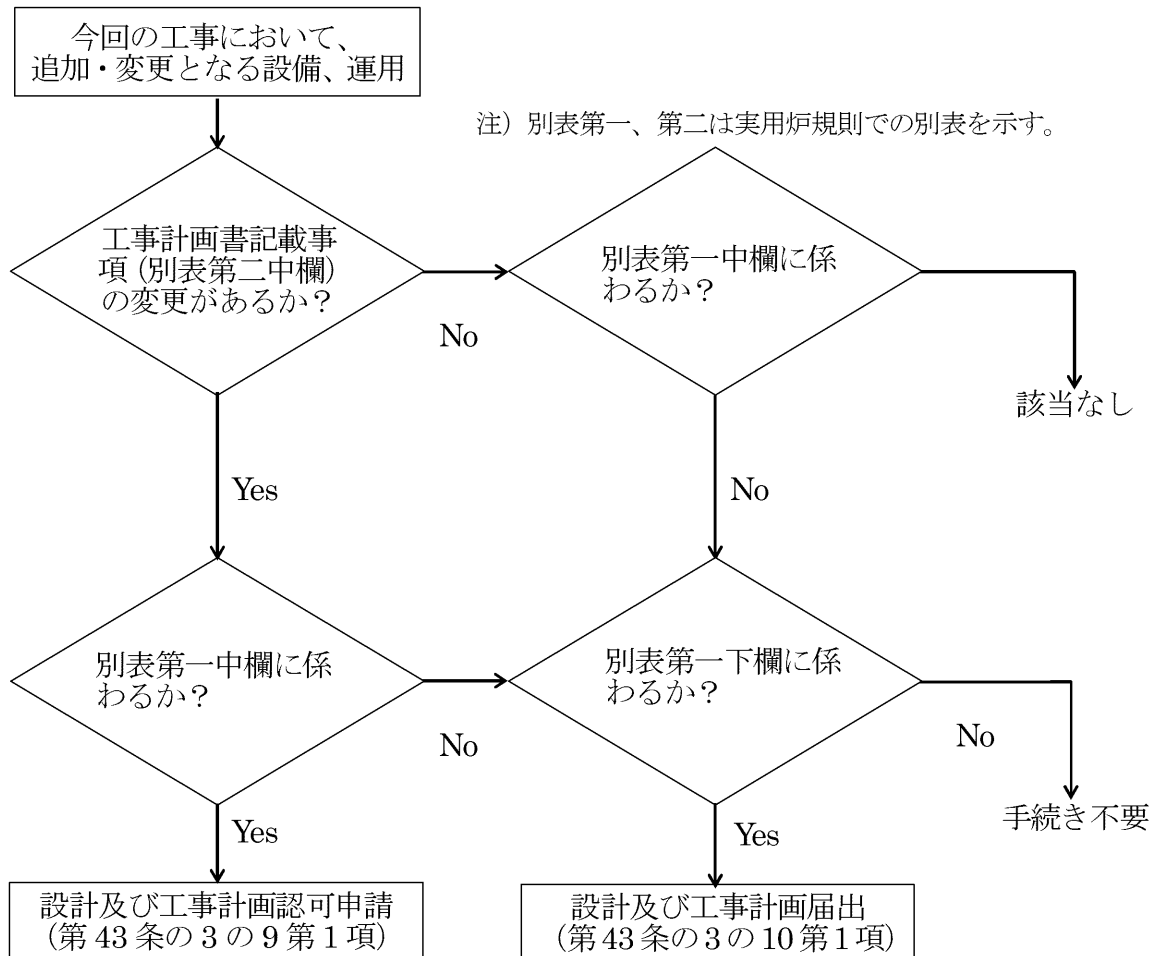 今回の工事において、
追加・変更となる設備、運用
注）別表第一、第二は実用炉規則での別表を示す。
工事計画書記載事
項（別表第二中欄）
の変更があるか？
No
別表第一中欄に係
わるか？
該当なし
Yes
No
別表第一中欄に係
わるか？
No
別表第一下欄に係
わるか？
No
手続き不要
Yes
Yes
設計及び工事計画認可申請
（第 43 条の 3 の 9 第 1 項）
設計及び工事計画届出
（第 43 条の 3 の 10 第 1 項）